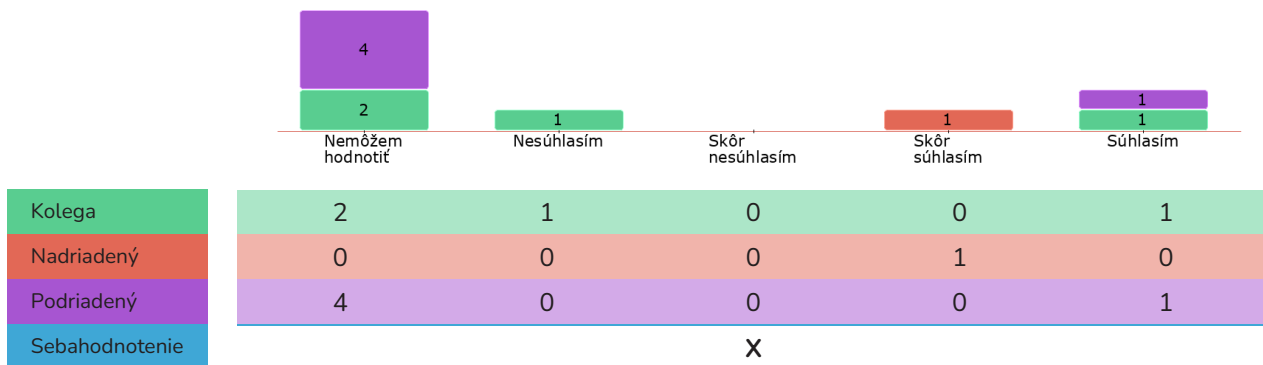 4
2
1
1
1
1
Nemôžem
hodnotiť
Nesúhlasím
Skôr
nesúhlasím
Skôr
súhlasím
Súhlasím
Kolega 2 1 0 0 1
Nadriadený 0 0 0 1 0
Podriadený 4 0 0 0 1
Sebahodnotenie x